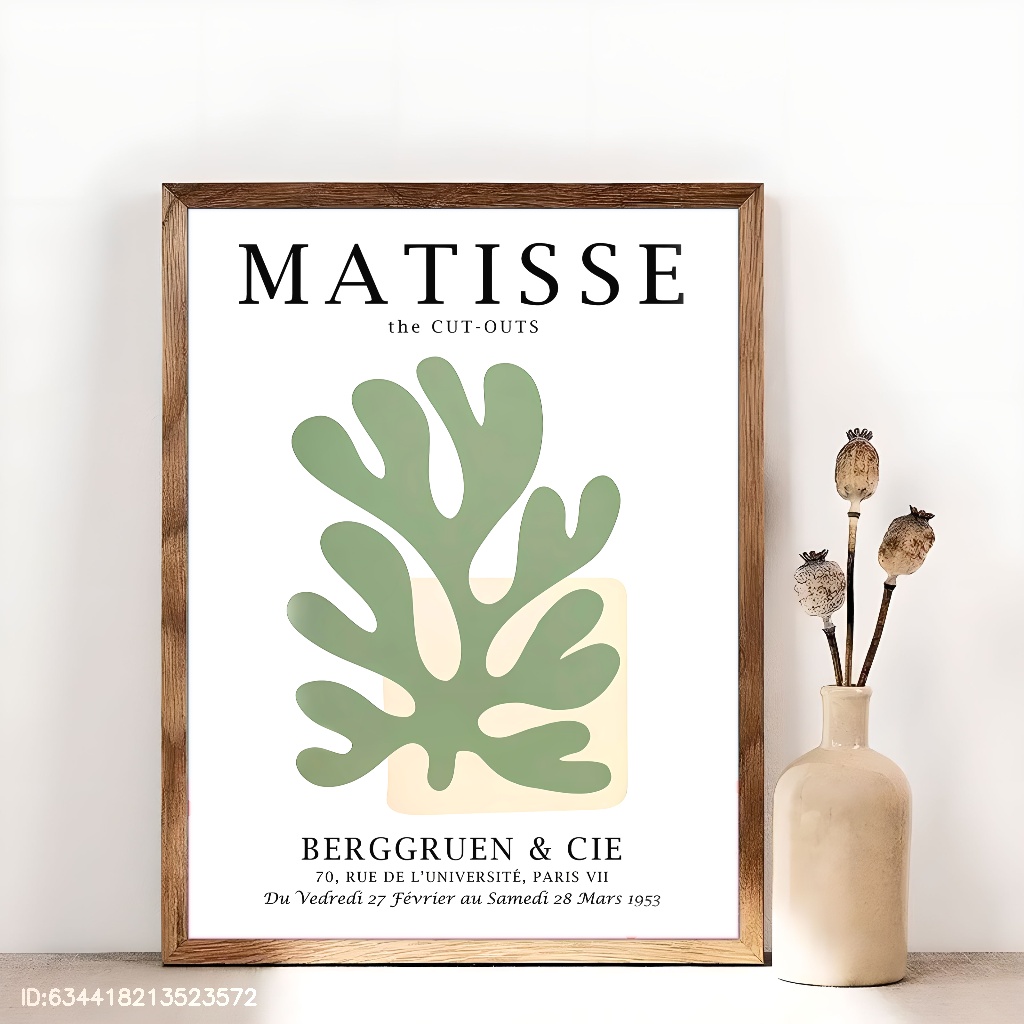 MATISSE
the CUT-OUTS
BERGGRUEN & CIE
70, RUE DE L'UNIVERSITÉ, PARIS VII
Du Vedredi 27 Février au Samedi 28 Mars 1953
ID:634418213523572